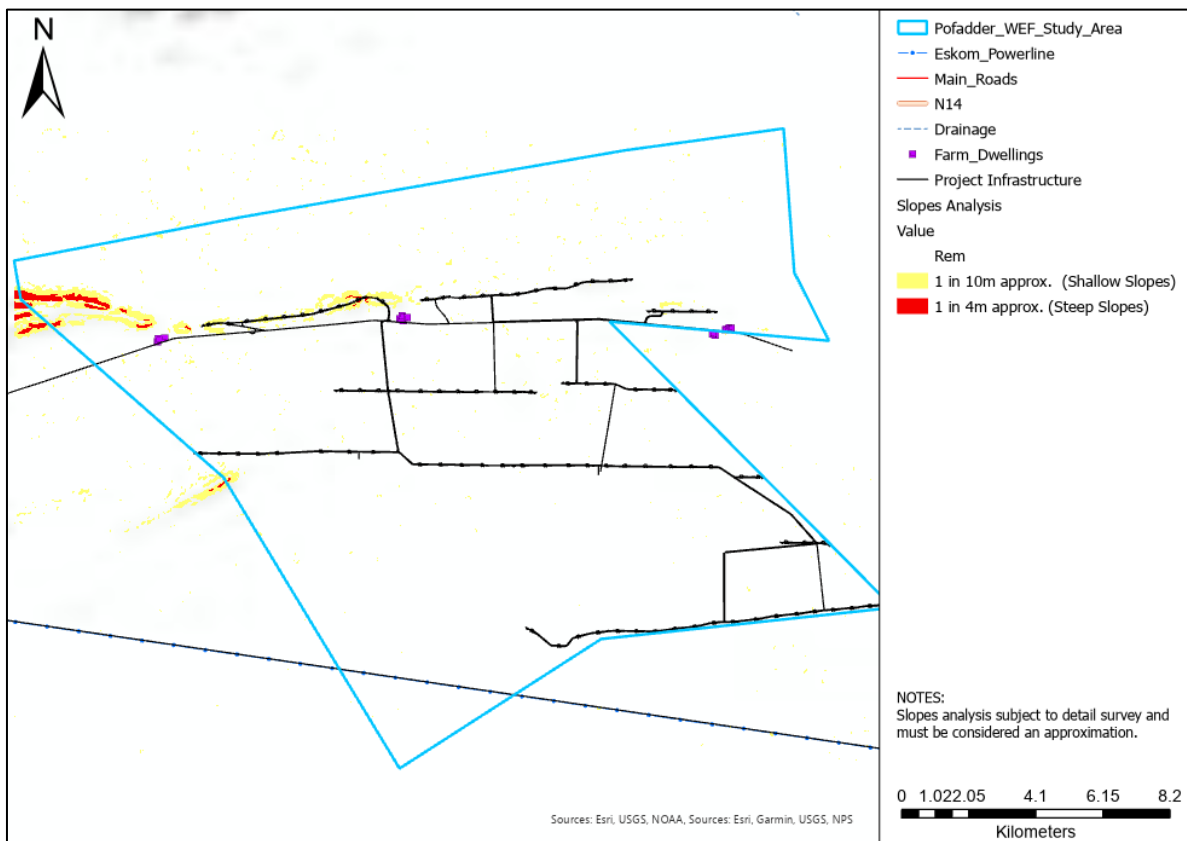 N
Pofadder_WEF_Study_Area
Eskom_Powerline
Main_Roads
N14
Drainage
Farm_Dwellings
Project Infrastructure
Slopes Analysis
Value
Rem
1 in 10m approx. (Shallow Slopes)
1 in 4m approx. (Steep Slopes)
NOTES:
Slopes analysis subject to detail survey and
must be considered an approximation.
0 1.022.05 4.1 6.15 8.2
Kilometers
Sources: Esri, USGS, NOAA, Sources: Esri, Garmin, USGS, NPS